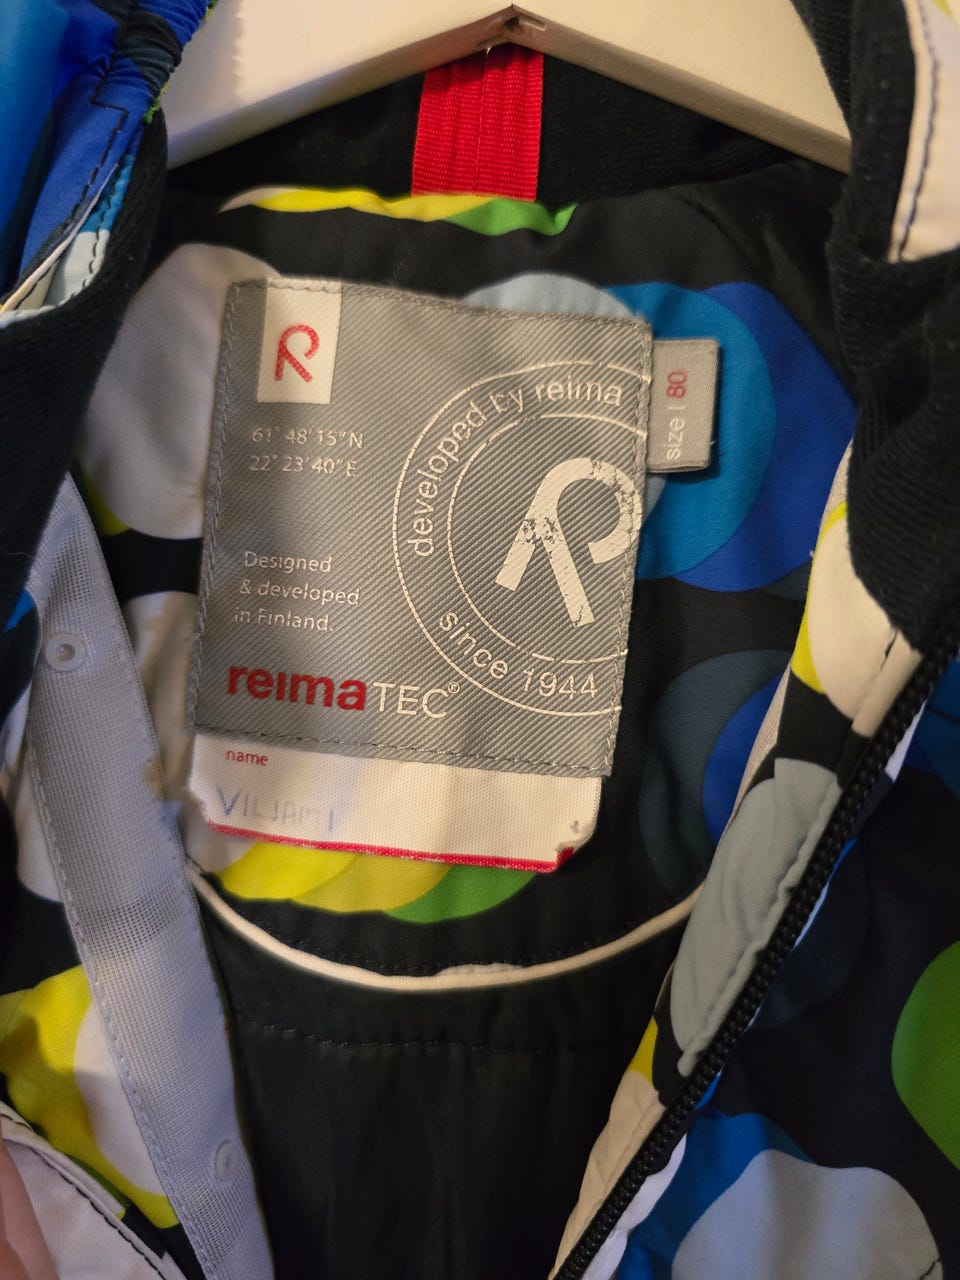 61° 48' 15"N
22° 23' 40" E
developed by reima
since 1944
size | 80
Designed
& developed
in Finland.
reimaTEC®
name
VILJAMI